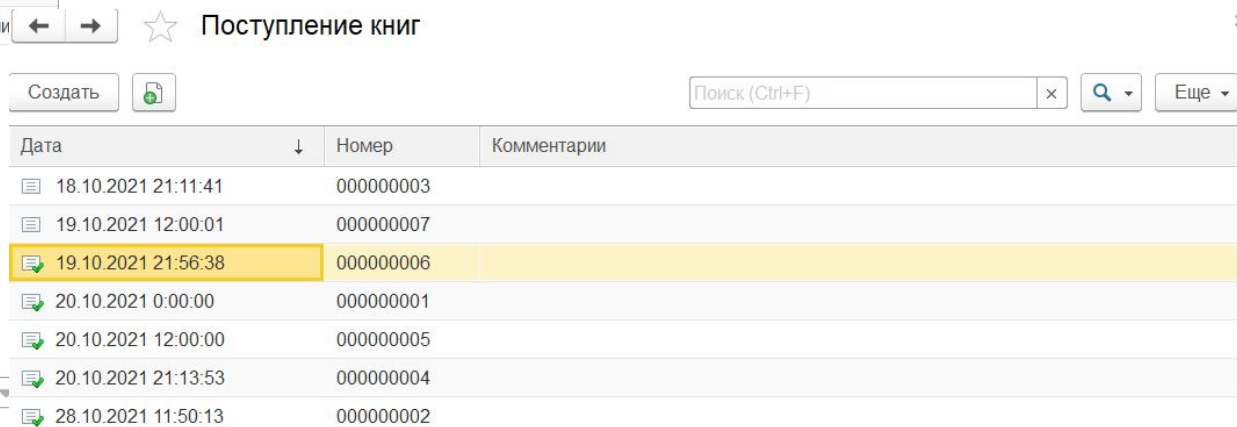 и
Поступление книг
Создать Поиск (Ctrl+F) × Еще
Дата ↓ Номер Комментарии
18.10.2021 21:11:41 000000003
19.10.2021 12:00:01 000000007
19.10.2021 21:56:38 000000006
20.10.2021 0:00:00 000000001
20.10.2021 12:00:00 000000005
20.10.2021 21:13:53 000000004
28.10.2021 11:50:13 000000002